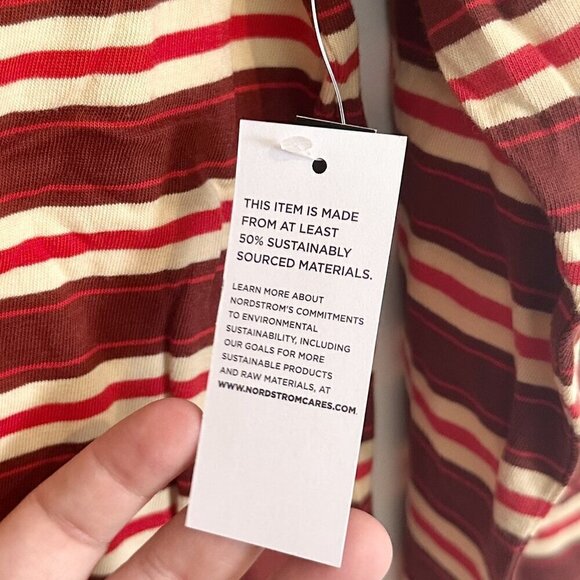 THIS ITEM IS MADE
FROM AT LEAST
50% SUSTAINABLY
SOURCED MATERIALS.
LEARN MORE ABOUT
NORDSTROM'S COMMITMENTS
TO ENVIRONMENTAL
SUSTAINABILITY, INCLUDING
OUR GOALS FOR MORE
SUSTAINABLE PRODUCTS
AND RAW MATERIALS, AT
WWW.NORDSTROMCARES.COM.